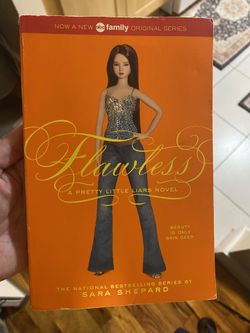 NOW A NEW abc family ORIGINAL SERIES
Flawless
A PRETTY LITTLE LIARS NOVEL
BEAUTY
IS ONLY
SKIN DEEP
THE NATIONAL BESTSELLING SERIES BY
SARA SHEPARD